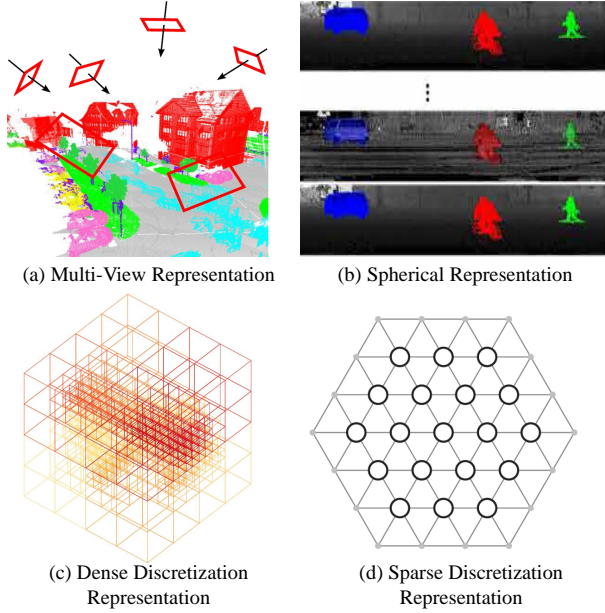 (a) Multi-View Representation
(b) Spherical Representation
(c) Dense Discretization
Representation
(d) Sparse Discretization
Representation